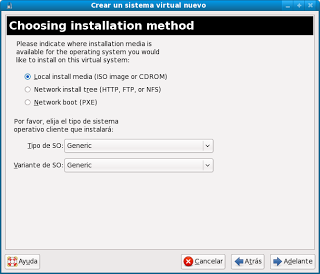 Crear un sistema virtual nuevo
Choosing installation method
Please indicate where installation media is
available for the operating system you would
like to install on this virtual system:
Local install media (ISO image or CDROM)
Network install tree (HTTP, FTP, or NFS)
Network boot (PXE)
Por favor, elija el tipo de sistema
operativo cliente que instalará:
Tipo de SO: Generic
Variante de SO: Generic
Ayuda Cancelar Atrás Adelante